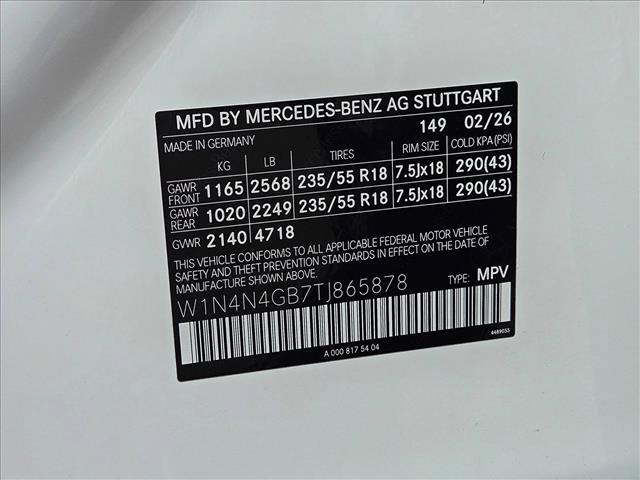 MFD BY MERCEDES-BENZ AG STUTTGART
MADE IN GERMANY 149 02/26
KG LB TIRES RIM SIZE COLD KPA (PSI)
GAWR FRONT 1165 2568 235/55 R18 7.5Jx18 290(43)
GAWR REAR 1020 2249 235/55 R18 7.5Jx18 290(43)
GVWR 2140 4718
THIS VEHICLE CONFORMS TO ALL APPLICABLE FEDERAL MOTOR VEHICLE
SAFETY AND THEFT PREVENTION STANDARDS IN EFFECT ON THE DATE OF
MANUFACTURE SHOWN ABOVE.
W1N4N4GB7TJ865878 TYPE: MPV
A 000 817 54 04
4489053